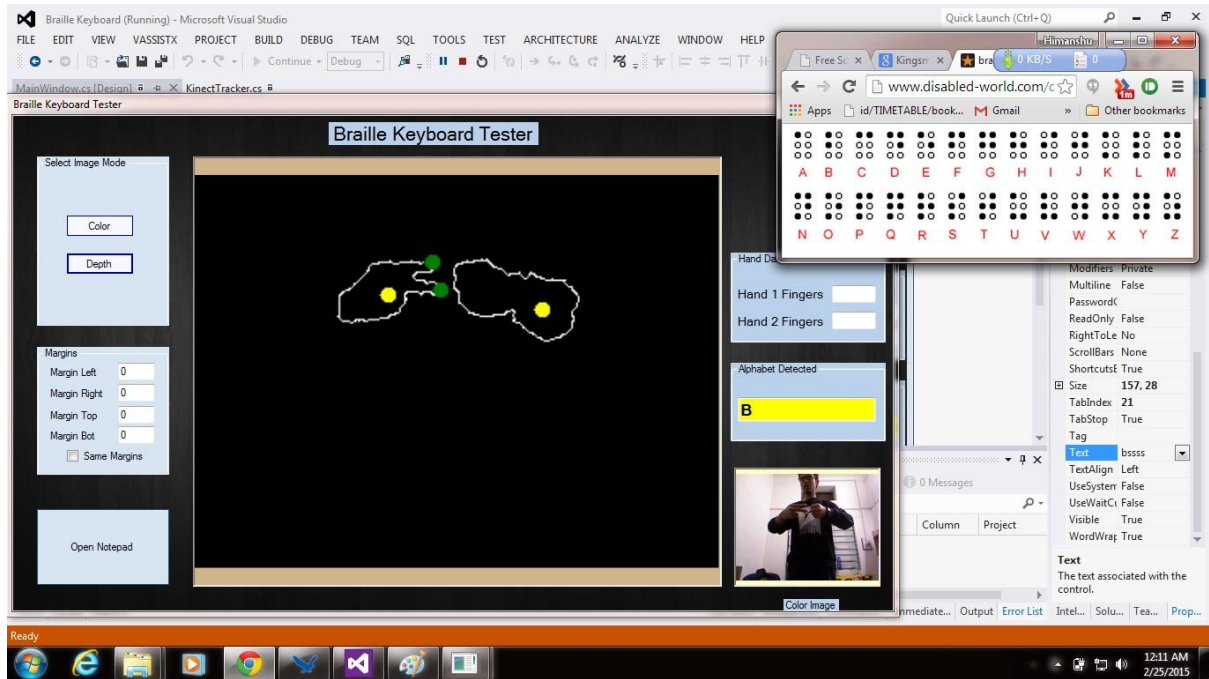 Braille Keyboard (Running) - Microsoft Visual Studio
Quick Launch (Ctrl+Q)
FILE EDIT VIEW VASSISTX PROJECT BUILD DEBUG TEAM SQL TOOLS TEST ARCHITECTURE ANALYZE WINDOW HELP
Himanshu
Continue Debug
Free Sc Kingsm bra 0 KB/S 0
MainWindow.cs [Design] KinectTracker.cs
www.disabled-world.com/c
1m
Braille Keyboard Tester
Apps id/TIMETABLE/book... M Gmail » Other bookmarks
Braille Keyboard Tester
A B C D E F G H I J K L M
N O P Q R S T U V W X Y Z
Select Image Mode
Color
Depth
Hand Da
Hand 1 Fingers
Hand 2 Fingers
Margins
Margin Left 0
Margin Right 0
Margin Top 0
Margin Bot 0
Same Margins
Alphabet Detected
B
Open Notepad
Color Image
Modifiers Private
Multiline False
Password(
ReadOnly False
RightToLe No
ScrollBars None
ShortcutsE True
Size 157, 28
TabIndex 21
TabStop True
Tag
Text bssss
TextAlign Left
UseSystem False
UseWaitCu False
Visible True
WordWrap True
0 Messages
Column Project
Text
The text associated with the
control.
mmediate... Output Error List Intel... Solu... Tea... Prop...
Ready
12:11 AM
2/25/2015